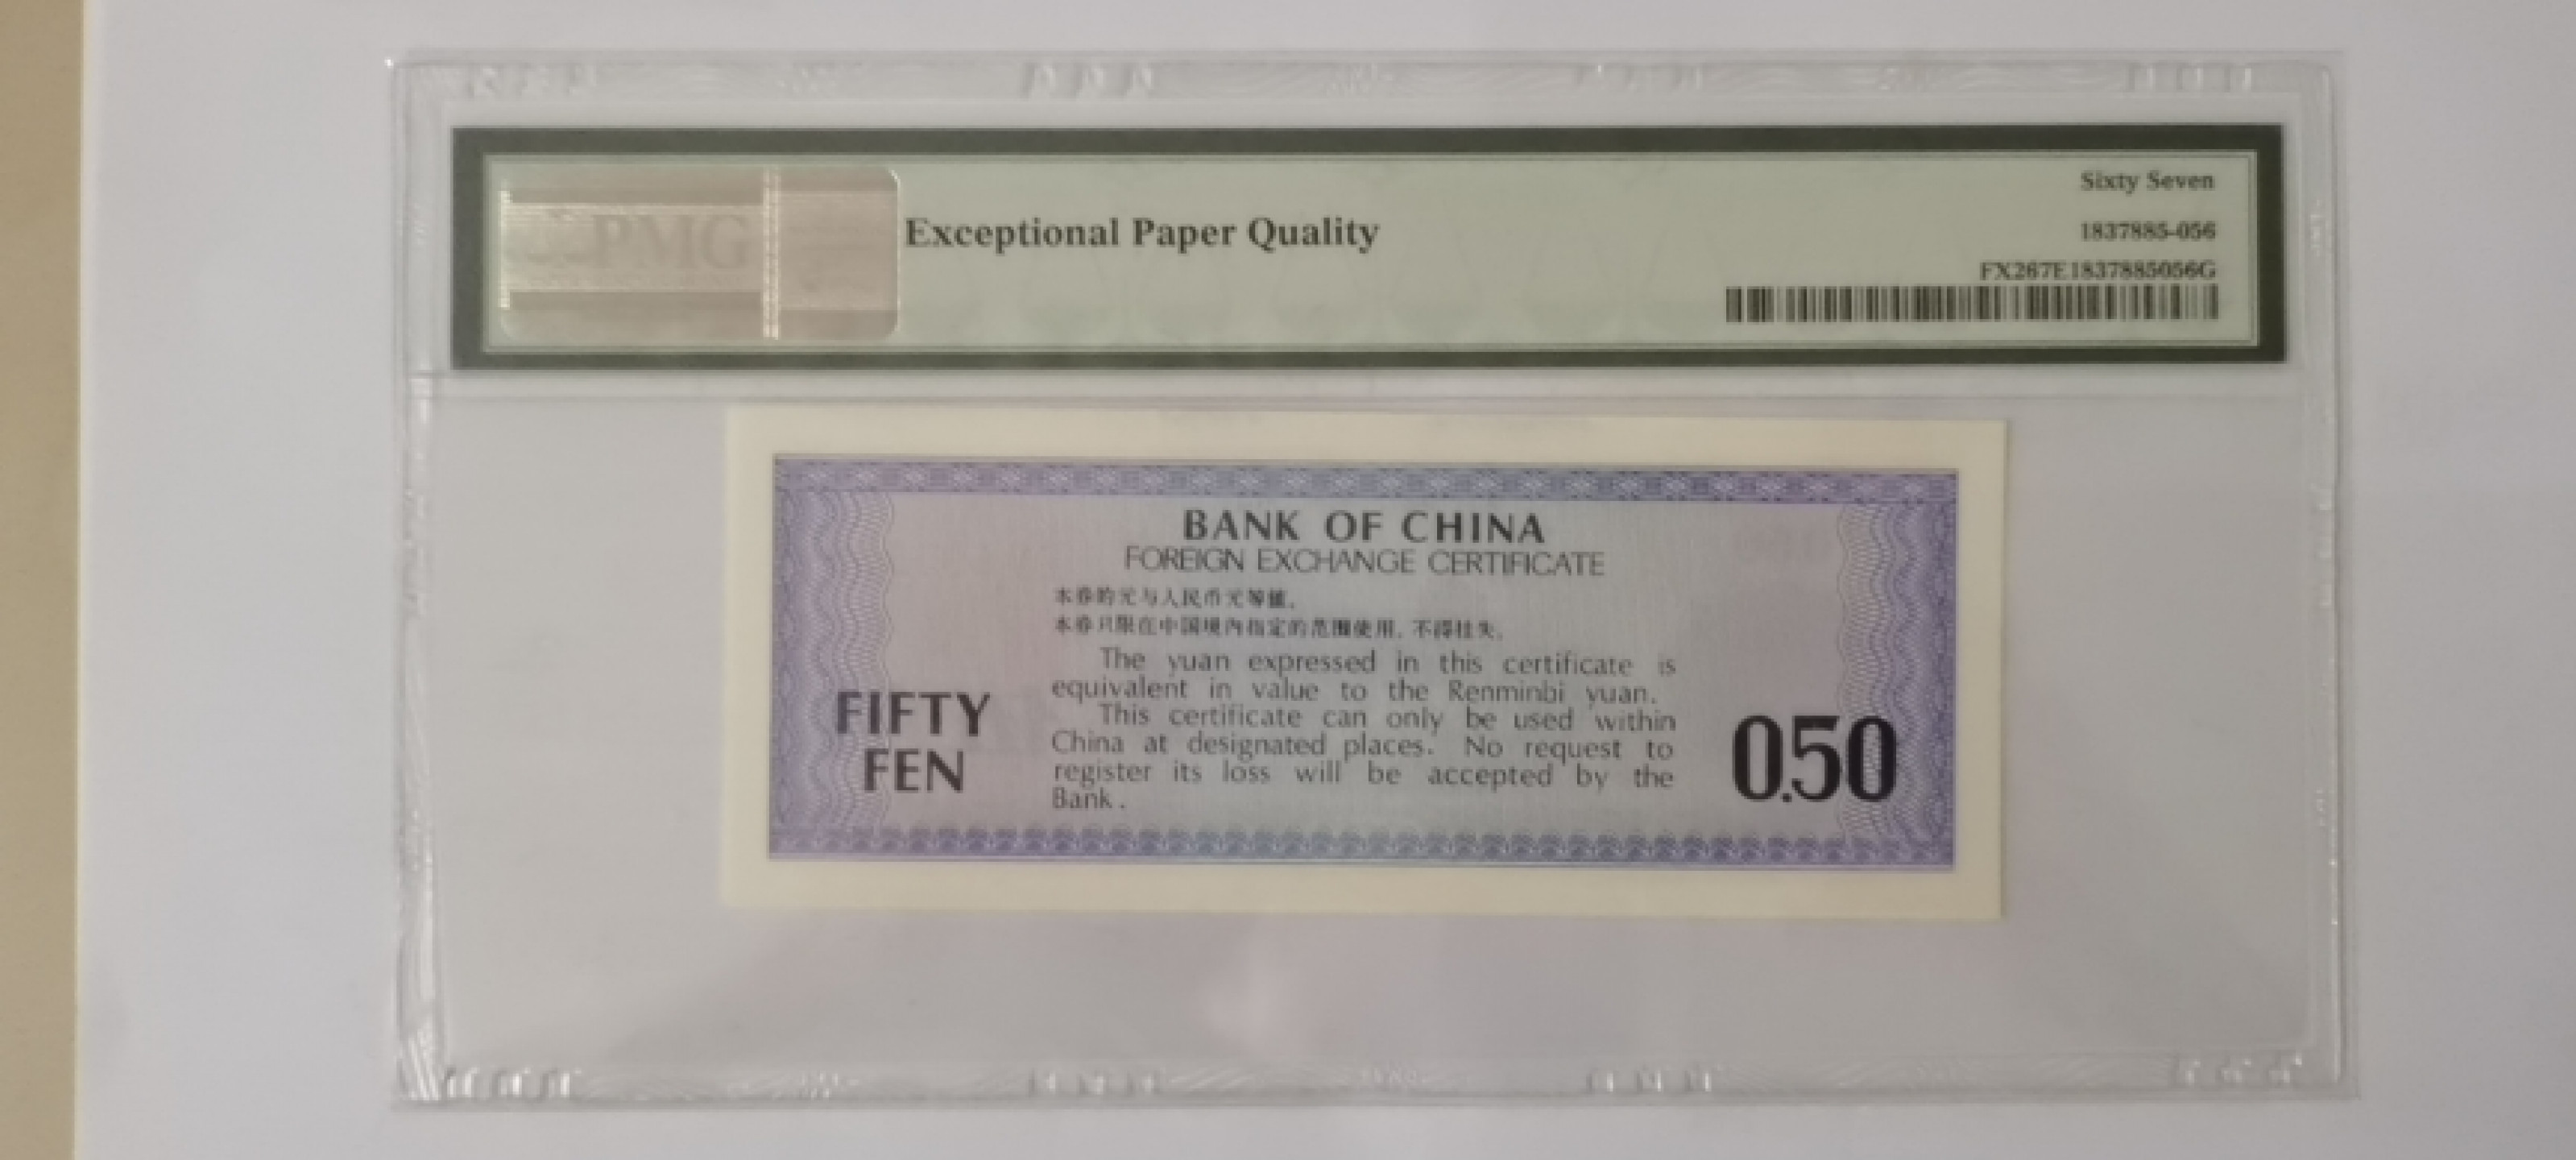 Sixty Seven
PMG
Exceptional Paper Quality
1837885-056
FX267E1837885056G
BANK OF CHINA
FOREIGN EXCHANGE CERTIFICATE
本券的元与人民币元等值。
本券只限在中国境内指定的范围使用，不得挂失。
The yuan expressed in this certificate is
equivalent in value to the Renminbi yuan.
This certificate can only be used within
China at designated places. No request to
register its loss will be accepted by the
Bank.
FIFTY
FEN
0.50